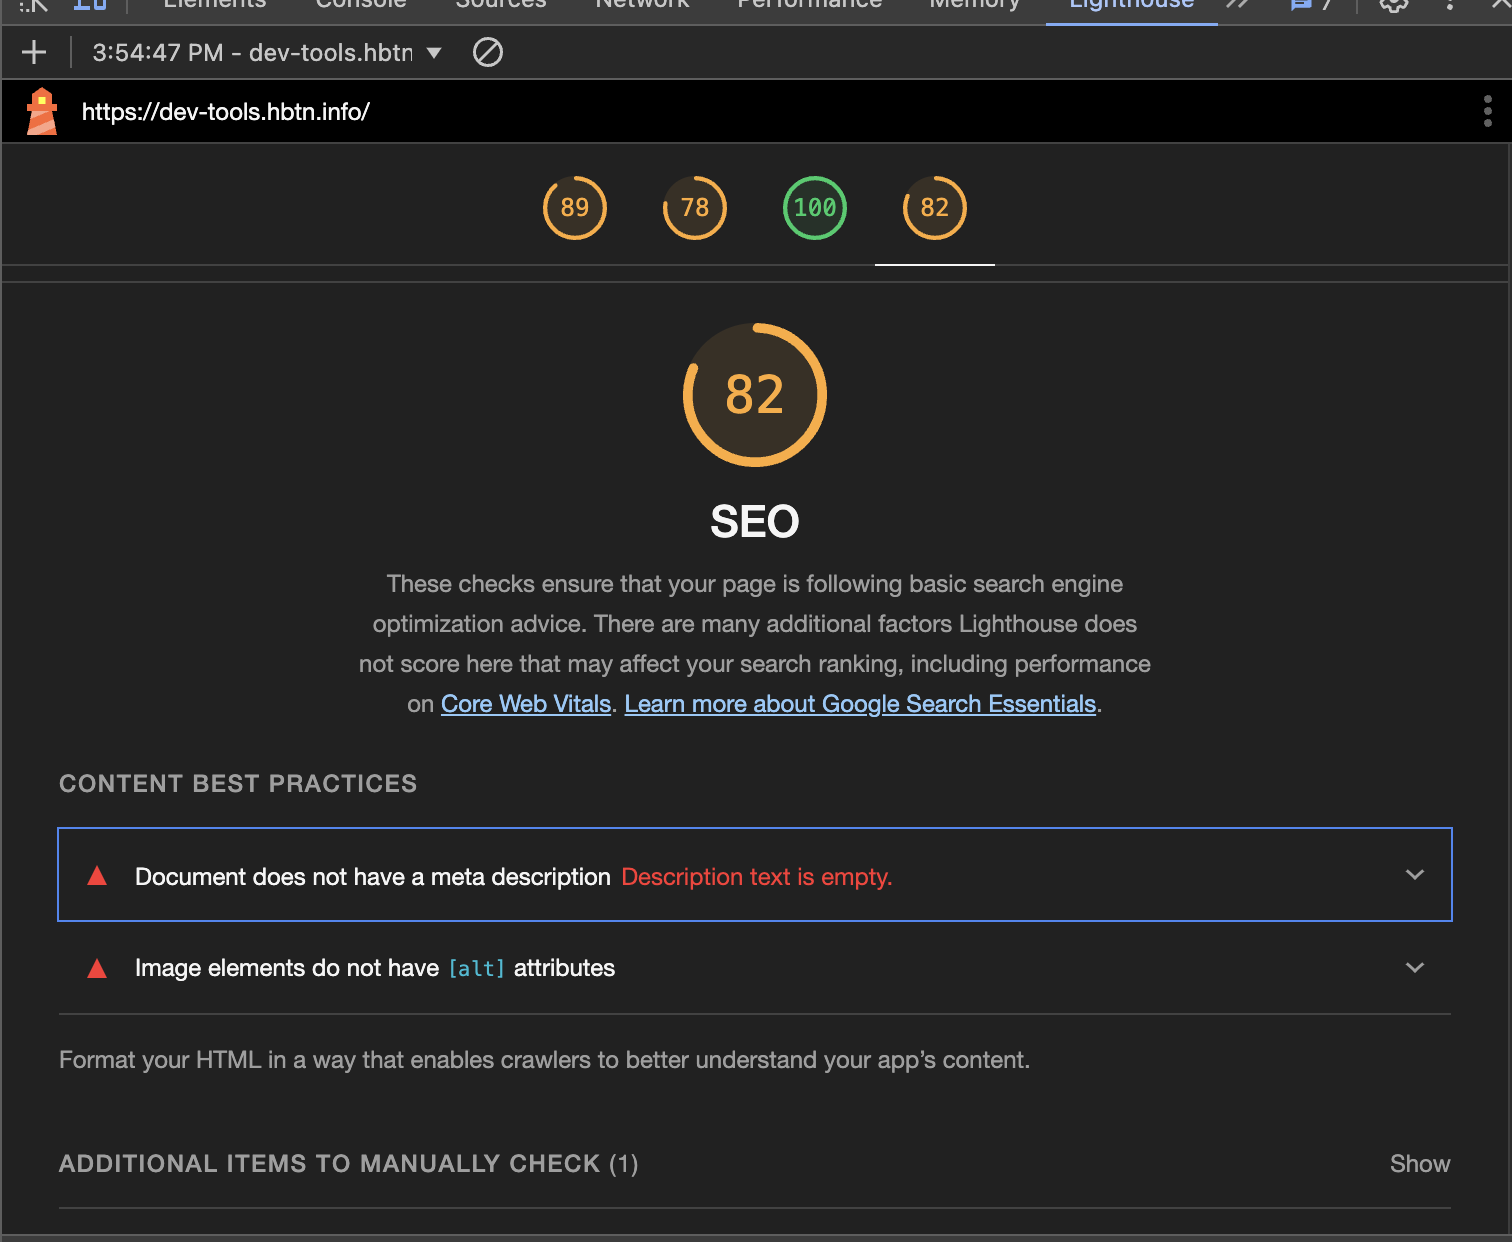 Elements Console Sources Network Performance Memory Lighthouse 7
3:54:47 PM - dev-tools.hbtn
https://dev-tools.hbtn.info/
89 78 100 82
82
SEO
These checks ensure that your page is following basic search engine
optimization advice. There are many additional factors Lighthouse does
not score here that may affect your search ranking, including performance
on Core Web Vitals. Learn more about Google Search Essentials.
CONTENT BEST PRACTICES
Document does not have a meta description Description text is empty.
Image elements do not have [alt] attributes
Format your HTML in a way that enables crawlers to better understand your app’s content.
ADDITIONAL ITEMS TO MANUALLY CHECK (1) Show